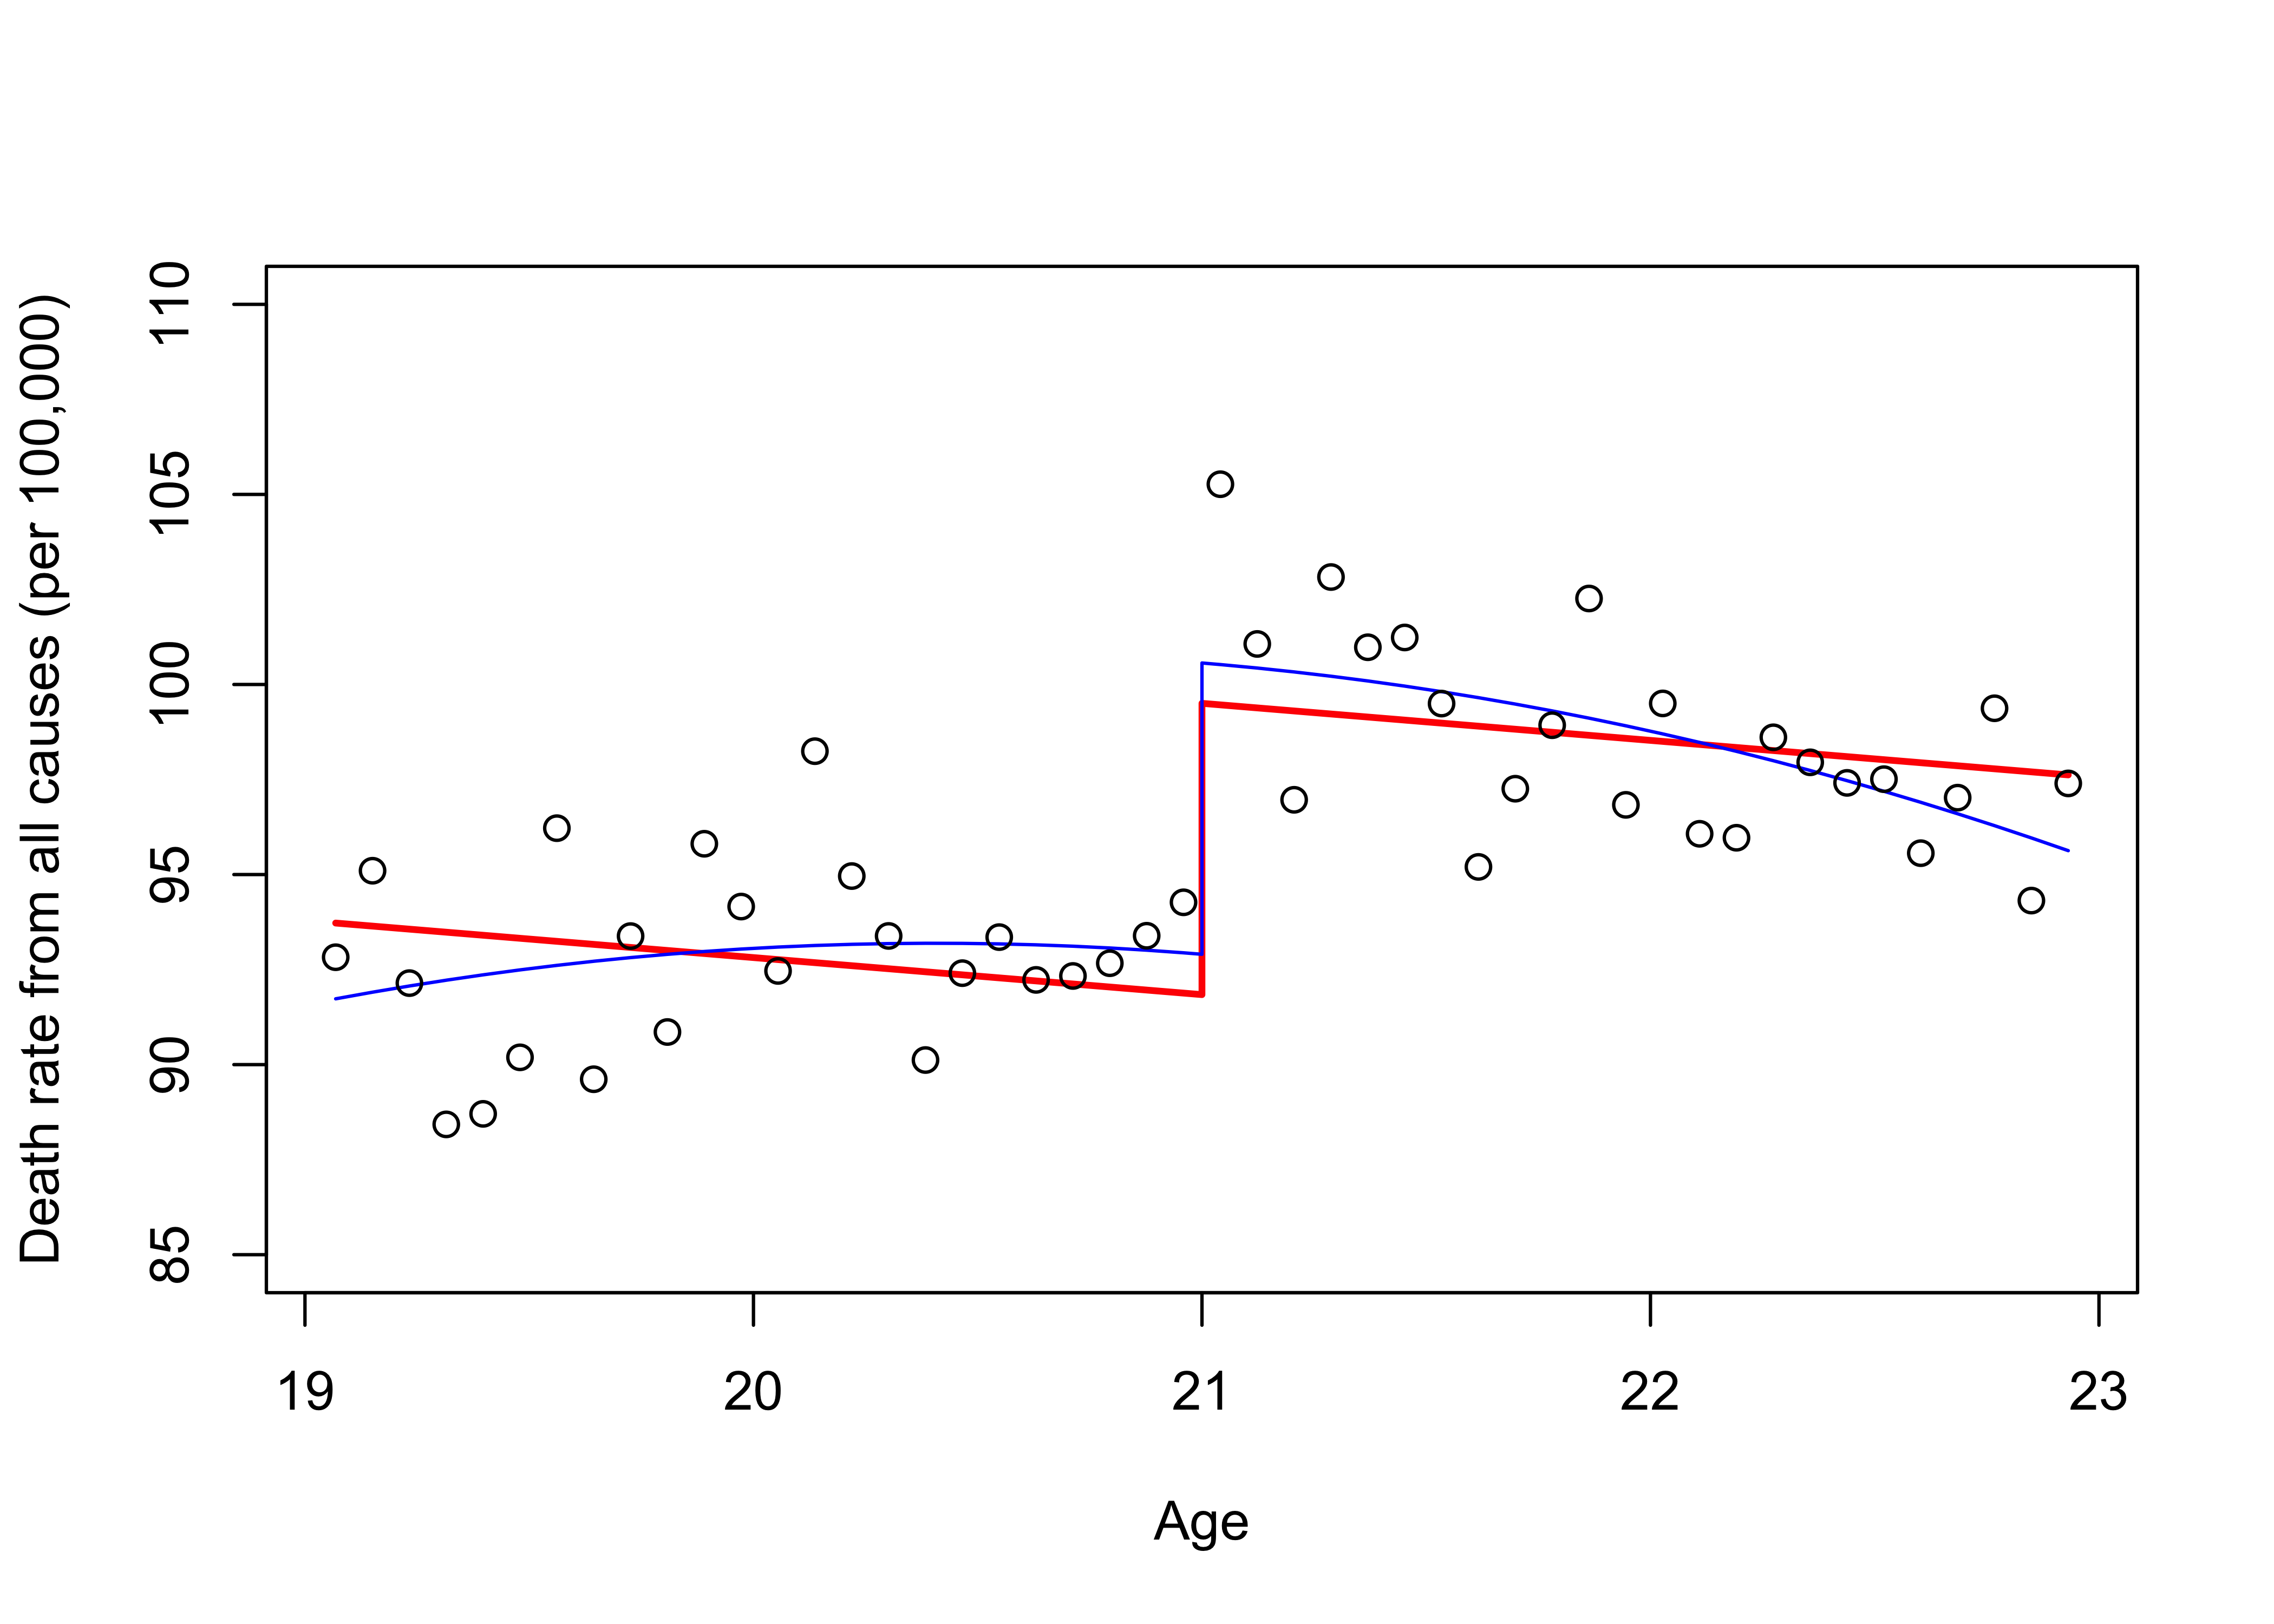 Death rate from all causes (per 100,000)
110
105
100
95
90
85
19 20 21 22 23
Age